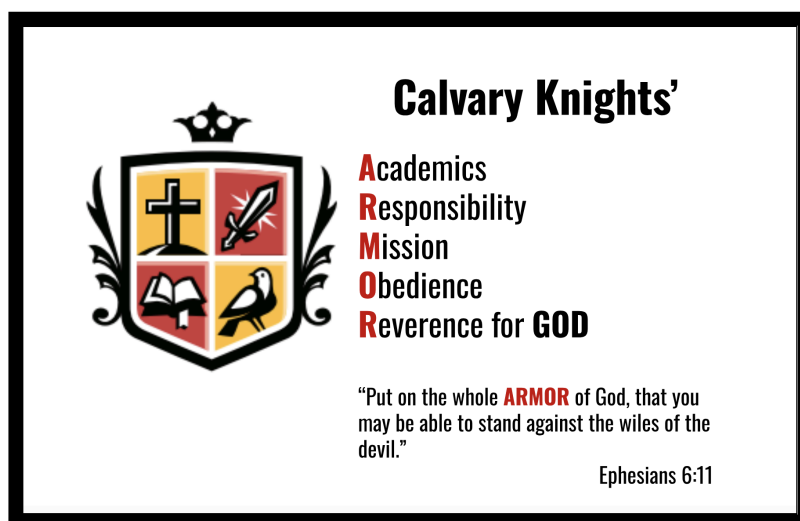 Calvary Knights’
Academics
Responsibility
Mission
Obedience
Reverence for GOD
“Put on the whole ARMOR of God, that you
may be able to stand against the wiles of the
devil.”
Ephesians 6:11